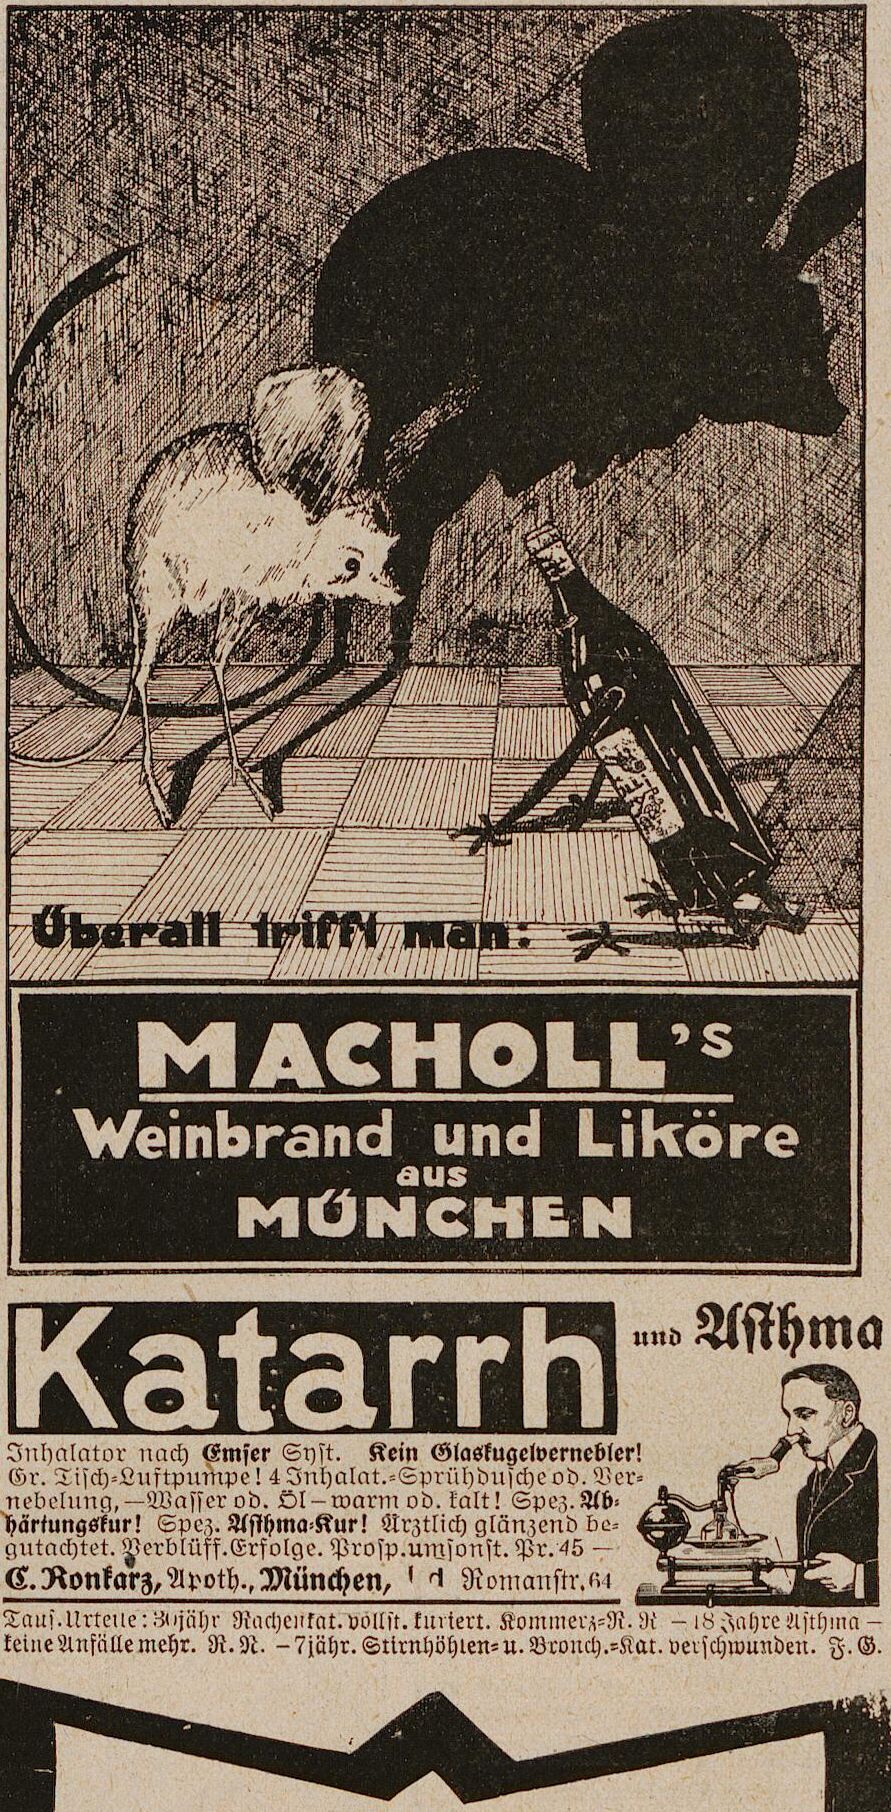 Überall trifft man:
MACHOLL's
Weinbrand und Liköre
aus
MÜNCHEN
Katarrh und Asthma
Inhalator nach Emser Syst. Kein Glaskugelvernebler!
Gr. Tisch-Luftpumpe! 4 Inhalat.-Sprühdusche od. Ver-
nebelung, — Wasser od. Öl – warm od. kalt! Spez. Ab-
härtungskur! Spez. Asthma-Kur! Ärztlich glänzend be-
gutachtet. Verblüff. Erfolge. Prosp. umsonst. Pr. 45 —
C. Ronkarz, Apoth., München, Romanstr. 64
Taus. Urteile: 30jähr Rachenkat. vollst. kuriert. Kommerz-R. R — 18 Jahre Asthma —
keine Anfälle mehr. R. N. – 7jähr. Stirnhöhlen- u. Bronch.-Kat. verschwunden. F. G.